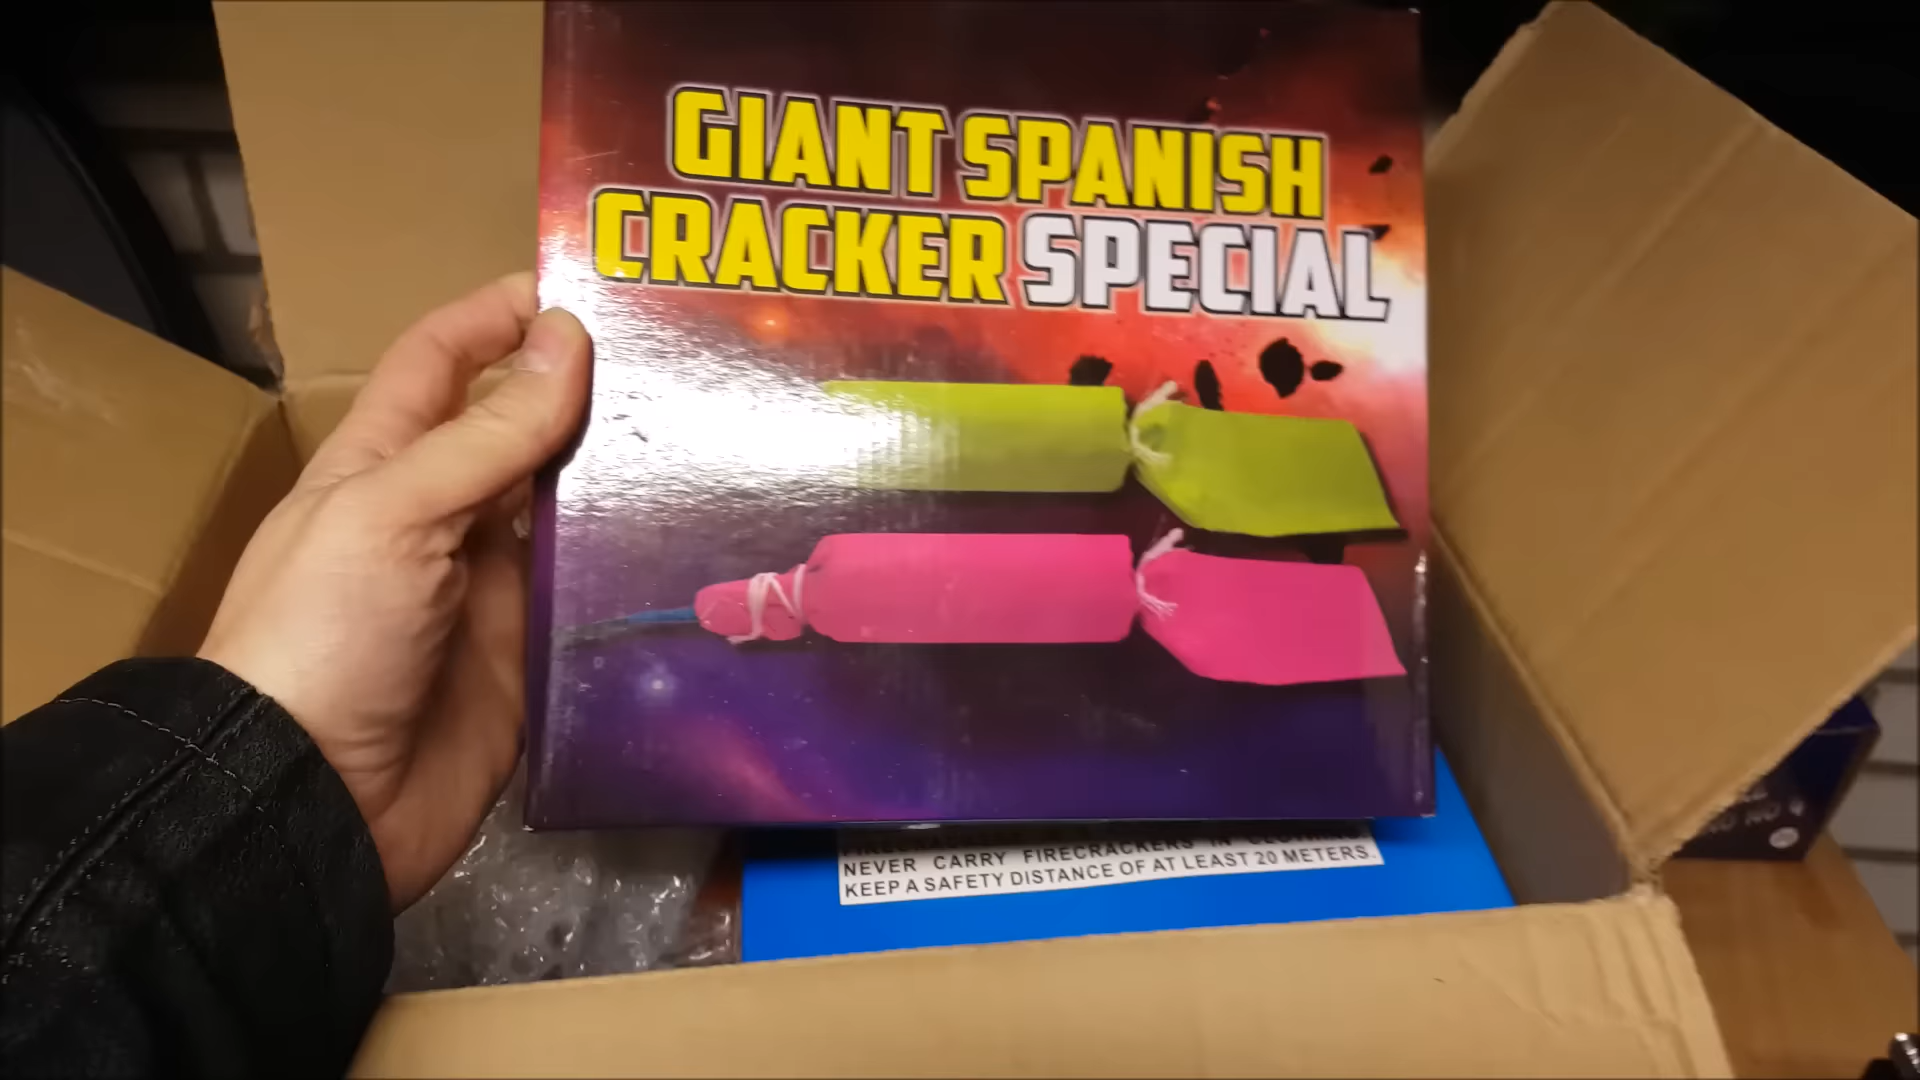 GIANT SPANISH
CRACKER SPECIAL
NEVER CARRY FIRECRACKERS IN CLOTHING
KEEP A SAFETY DISTANCE OF AT LEAST 20 METERS.